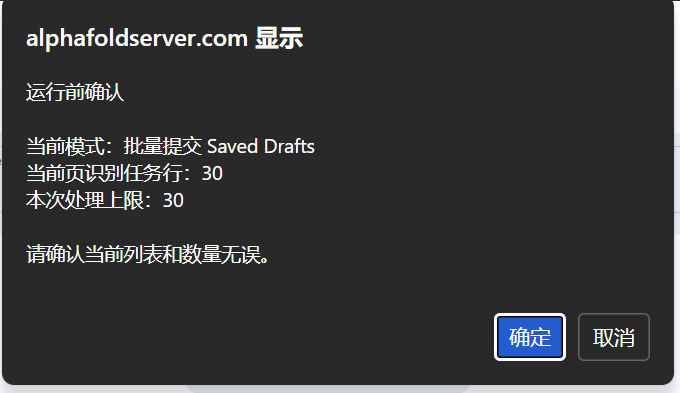 alphafoldserver.com 显示
运行前确认
当前模式：批量提交 Saved Drafts
当前页识别任务行：30
本次处理上限：30
请确认当前列表和数量无误。
确定
取消